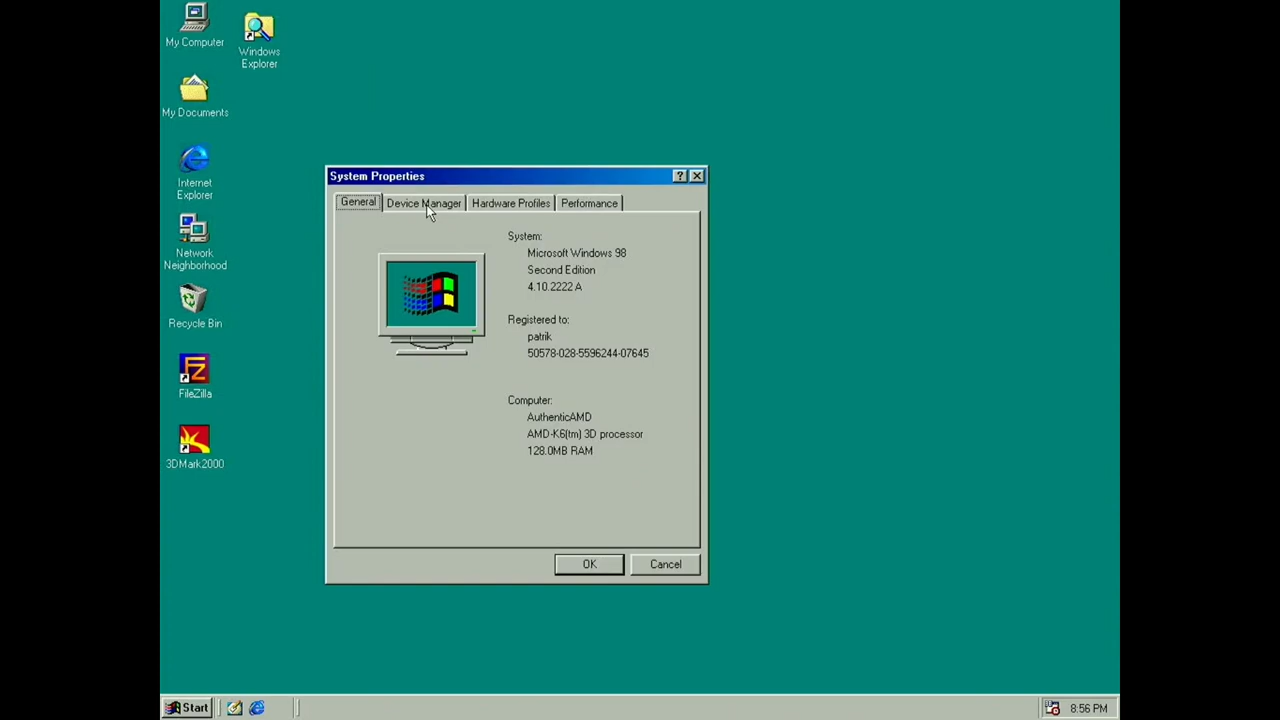 My Computer
Windows
Explorer
My Documents
Internet
Explorer
Network
Neighborhood
Recycle Bin
FileZilla
3DMark2000
System Properties
General
Device Manager
Hardware Profiles
Performance
System:
Microsoft Windows 98
Second Edition
4.10.2222 A
Registered to:
patrik
50578-028-5596244-07645
Computer:
AuthenticAMD
AMD-K6(tm) 3D processor
128.0MB RAM
OK
Cancel
Start
8:56 PM